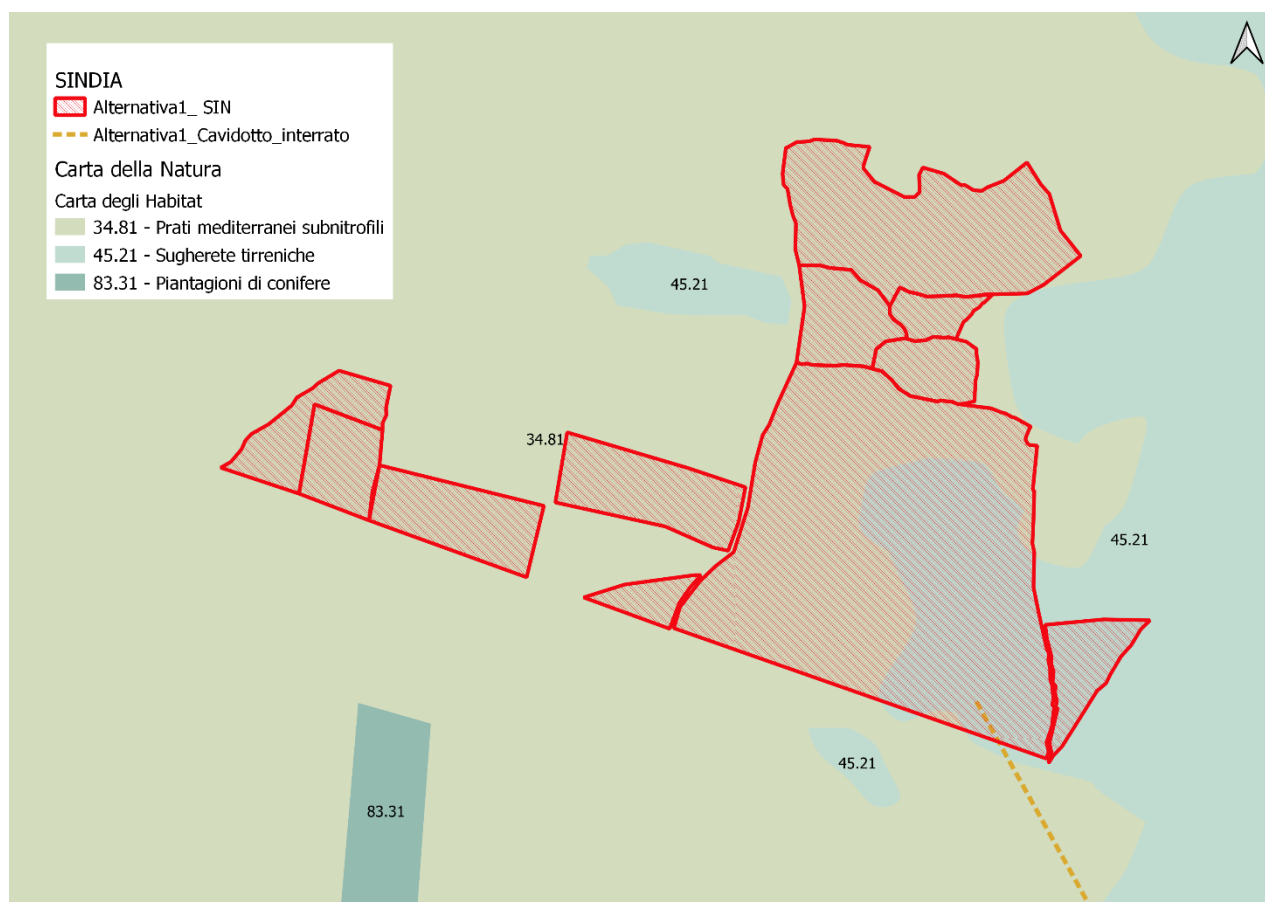 SINDIA
Alternativa1_ SIN
Alternativa1_Cavidotto_interrato
Carta della Natura
Carta degli Habitat
34.81 - Prati mediterranei subnitrofili
45.21 - Sugherete tirreniche
83.31 - Piantagioni di conifere
45.21
34.81
45.21
45.21
83.31